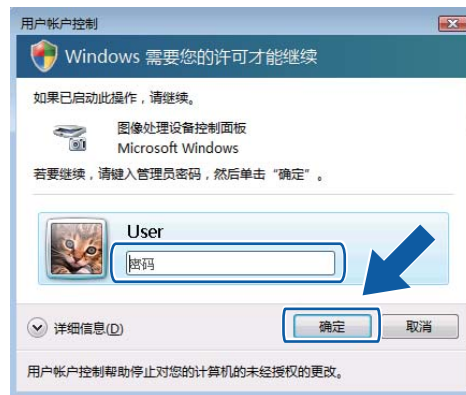 用户帐户控制
Windows 需要您的许可才能继续
如果已启动此操作，请继续。
图像处理设备控制面板
Microsoft Windows
若要继续，请键入管理员密码，然后单击“确定”。
User
密码
详细信息(D)
确定
取消
用户帐户控制帮助停止对您的计算机的未经授权的更改。